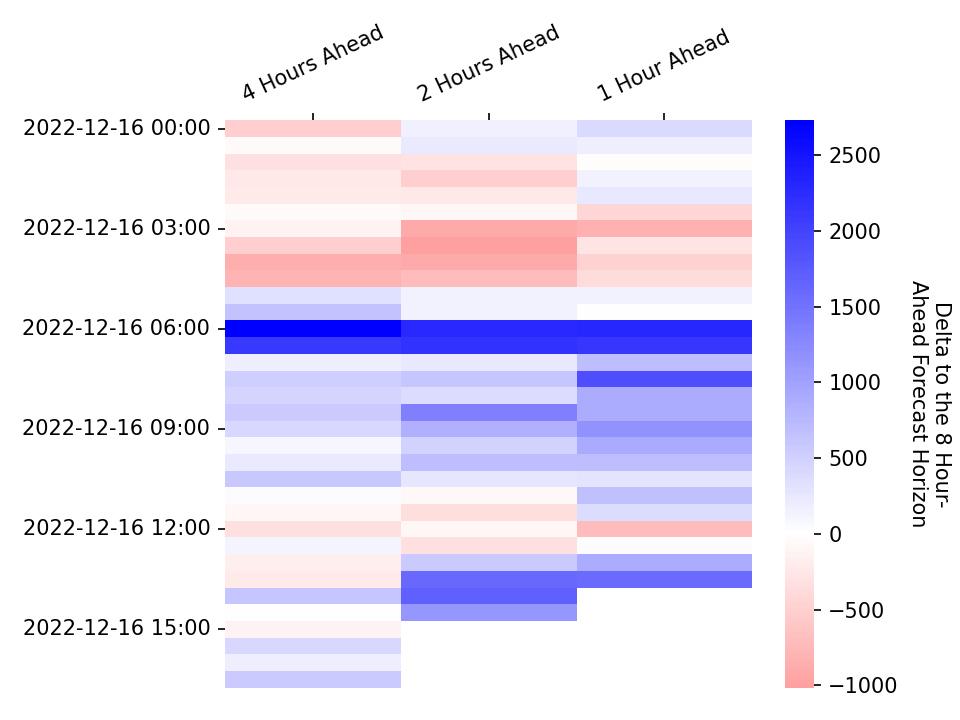 4 Hours Ahead
2 Hours Ahead
1 Hour Ahead
2022-12-16 00:00
2022-12-16 03:00
2022-12-16 06:00
2022-12-16 09:00
2022-12-16 12:00
2022-12-16 15:00
2500
2000
1500
1000
500
0
−500
−1000
Delta to the 8 Hour-
Ahead Forecast Horizon